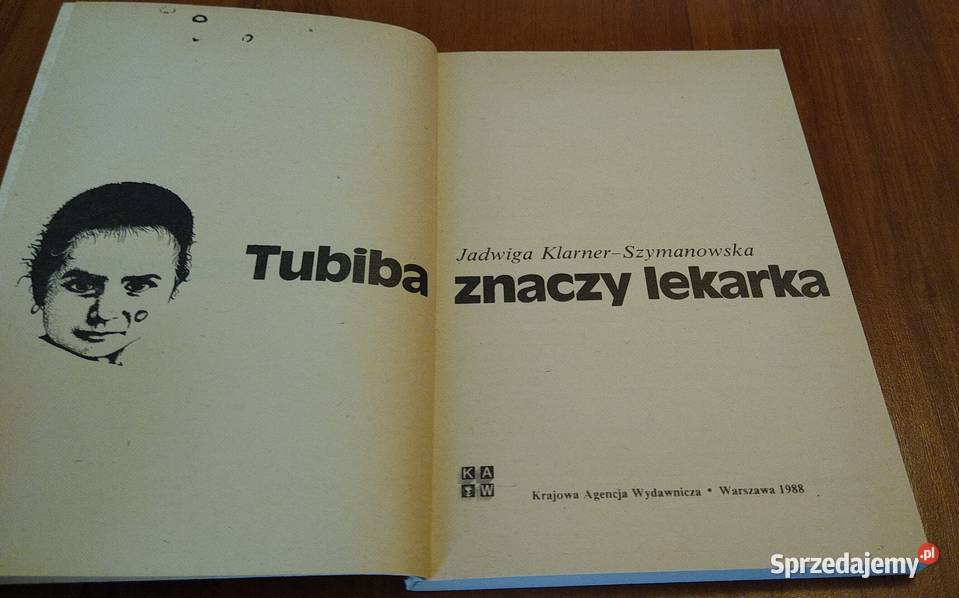 Jadwiga Klarner-Szymanowska
Tubiba znaczy lekarka
KAW
Krajowa Agencja Wydawnicza • Warszawa 1988
Sprzedajemy.pl